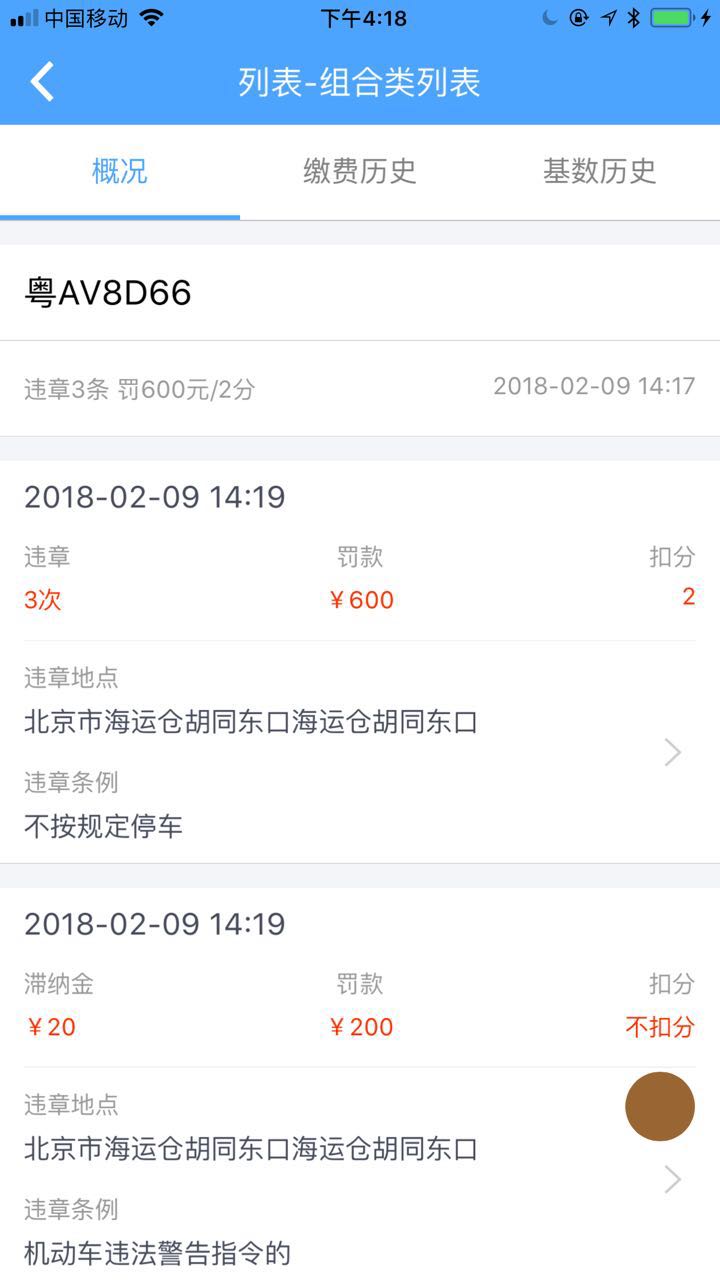 中国移动 下午4:18
列表-组合类列表
概况 缴费历史 基数历史
粤AV8D66
违章3条 罚600元/2分 2018-02-09 14:17
2018-02-09 14:19
违章 罚款 扣分
3次 ¥600 2
违章地点
北京市海运仓胡同东口海运仓胡同东口
违章条例
不按规定停车
2018-02-09 14:19
滞纳金 罚款 扣分
¥20 ¥200 不扣分
违章地点
北京市海运仓胡同东口海运仓胡同东口
违章条例
机动车违法警告指令的